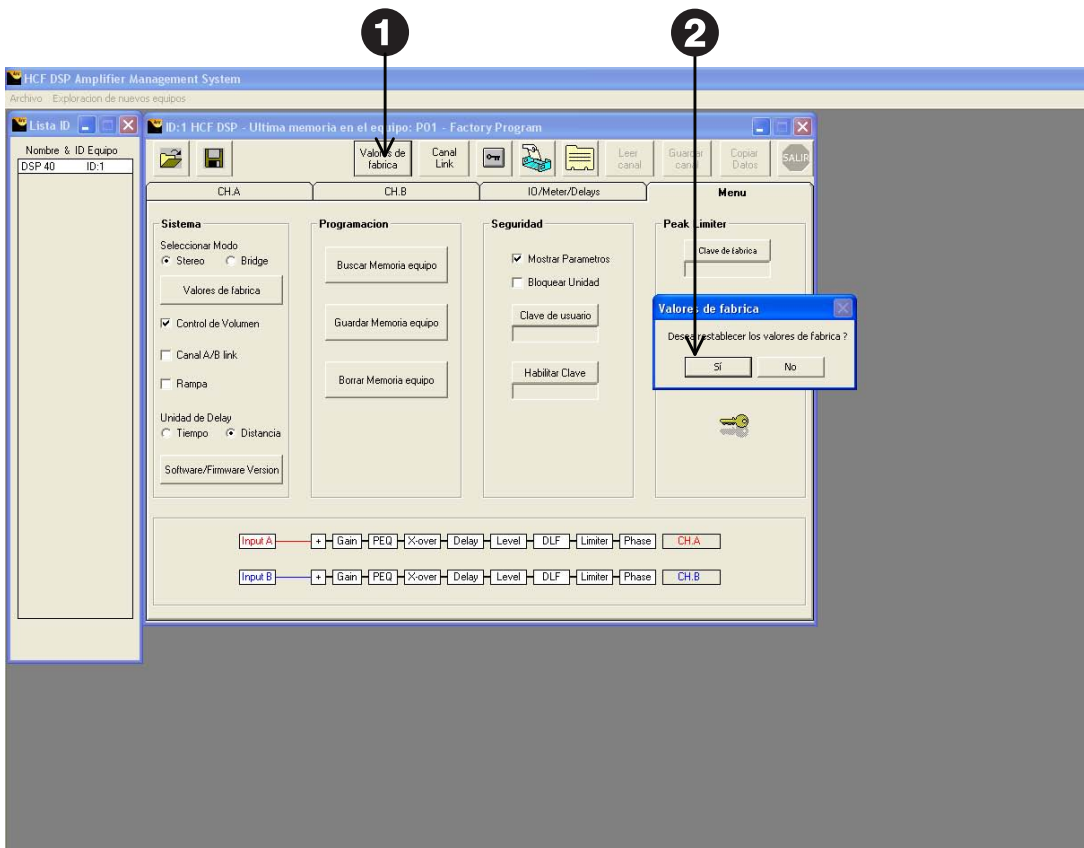 1
2
HCF DSP Amplifier Management System
Archivo Exploracion de nuevos equipos
Lista ID
Nombre & ID Equipo
DSP 40 ID:1
ID:1 HCF DSP - Ultima memoria en el equipo: P01 - Factory Program
Valores de fabrica
Canal Link
Leer canal
Guardar canal
Copiar Datos
SALIR
CH.A
CH.B
IO/Meter/Delays
Menu
Sistema
Seleccionar Modo
Stereo Bridge
Valores de fabrica
Control de Volumen
Canal A/B link
Rampa
Unidad de Delay
Tiempo Distancia
Software/Firmware Version
Programacion
Buscar Memoria equipo
Guardar Memoria equipo
Borrar Memoria equipo
Seguridad
Mostrar Parametros
Bloquear Unidad
Clave de usuario
Habilitar Clave
Peak Limiter
Clave de fabrica
Valores de fabrica
Desea restablecer los valores de fabrica ?
Sí No
Input A + Gain PEQ X-over Delay Level DLF Limiter Phase CH.A
Input B + Gain PEQ X-over Delay Level DLF Limiter Phase CH.B